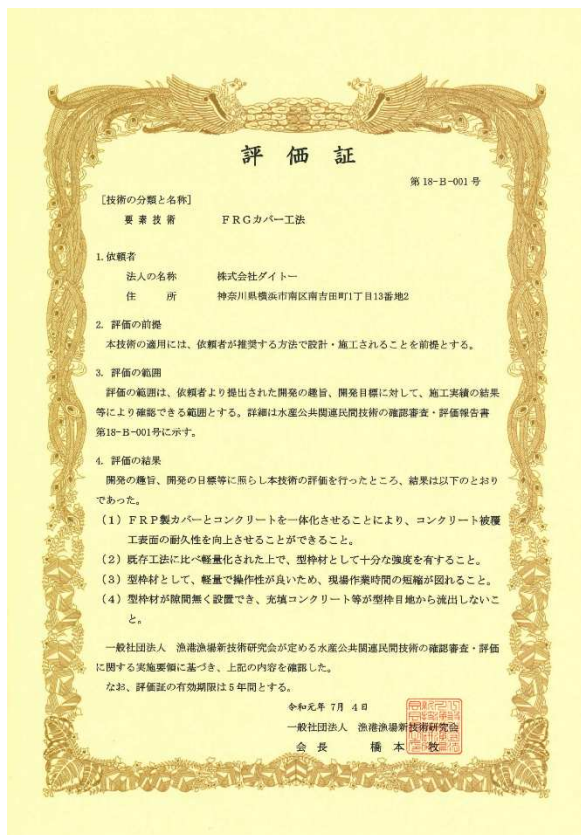 評価証
第18-B-001号
[技術の分類と名称]
要素技術 FRGカバー工法
1.依頼者
法人の名称 株式会社ダイトー
住所 神奈川県横浜市南区南吉田町1丁目13番地2
2. 評価の前提
本技術の適用には、依頼者が推奨する方法で設計・施工されることを前提とする。
3. 評価の範囲
評価の範囲は、依頼者より提出された開発の趣旨、開発目標に対して、施工実績の結果
等により確認できる範囲とする。詳細は水産公共関連民間技術の確認審査・評価報告書
第18-B-001号に示す。
4. 評価の結果
開発の趣旨、開発の目標等に照らし本技術の評価を行ったところ、結果は以下のとおり
であった。
(1)FRP製カバーとコンクリートを一体化させることにより、コンクリート被覆
工表面の耐久性を向上させることができること。
(2)既存工法に比べ軽量化された上で、型枠材として十分な強度を有すること。
(3)型枠材として、軽量で操作性が良いため、現場作業時間の短縮が図れること。
(4)型枠材が隙間無く設置でき、充填コンクリート等が型枠目地から流出しないこ
と。
一般社団法人 漁港漁場新技術研究会が定める水産公共関連民間技術の確認審査・評価
に関する実施要領に基づき、上記の内容を確認した。
なお、評価証の有効期限は5年間とする。
令和元年 7月 4日
一般社団法人 漁港漁場新技術研究会
会長 橋本 牧